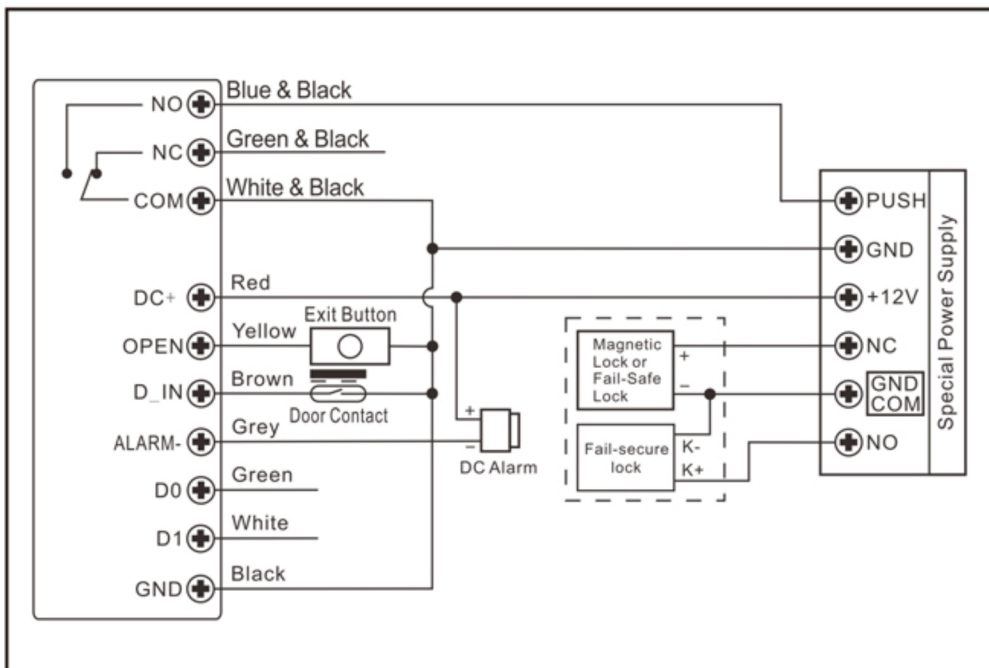 NO
Blue & Black
NC
Green & Black
COM
White & Black
DC+
Red
OPEN
Yellow
Exit Button
D_IN
Brown
Door Contact
ALARM-
Grey
+
−
DC Alarm
D0
Green
D1
White
GND
Black
Magnetic
Lock or
Fail-Safe
Lock
+
−
Fail-secure
lock
K-
K+
PUSH
GND
+12V
NC
GND
COM
NO
Special Power Supply